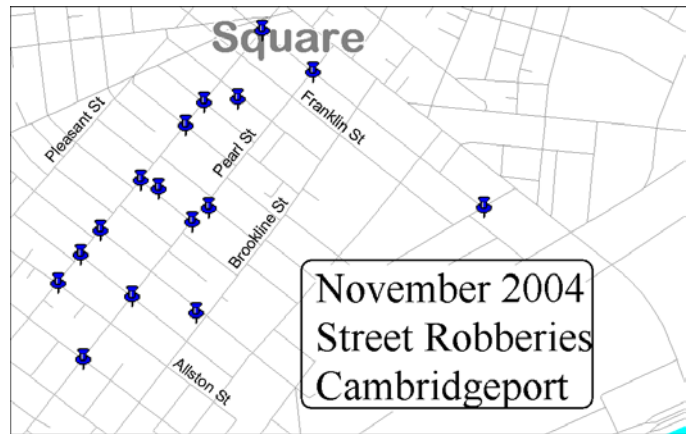 Square
Franklin St
Pleasant St
Pearl St
Brookline St
November 2004
Street Robberies
Cambridgeport
Allston St